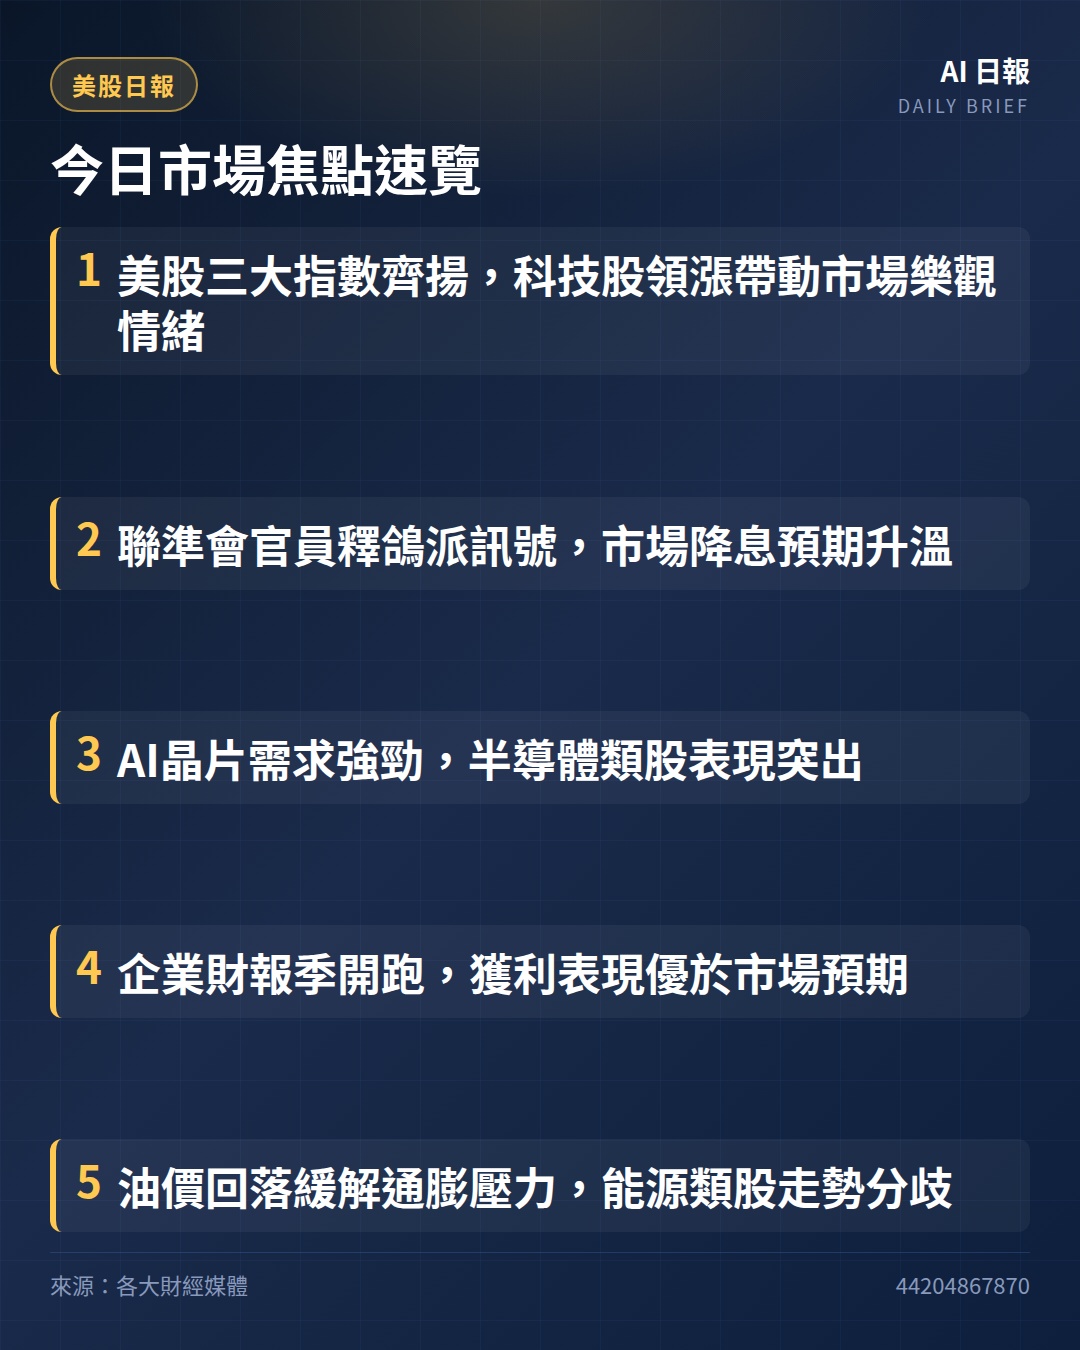 美股日報
AI 日報
DAILY BRIEF
今日市場焦點速覽
1 美股三大指數齊揚，科技股領漲帶動市場樂觀
情緒
2 聯準會官員釋鴿派訊號，市場降息預期升溫
3 AI晶片需求強勁，半導體類股表現突出
4 企業財報季開跑，獲利表現優於市場預期
5 油價回落緩解通膨壓力，能源類股走勢分歧
來源：各大財經媒體
44204867870